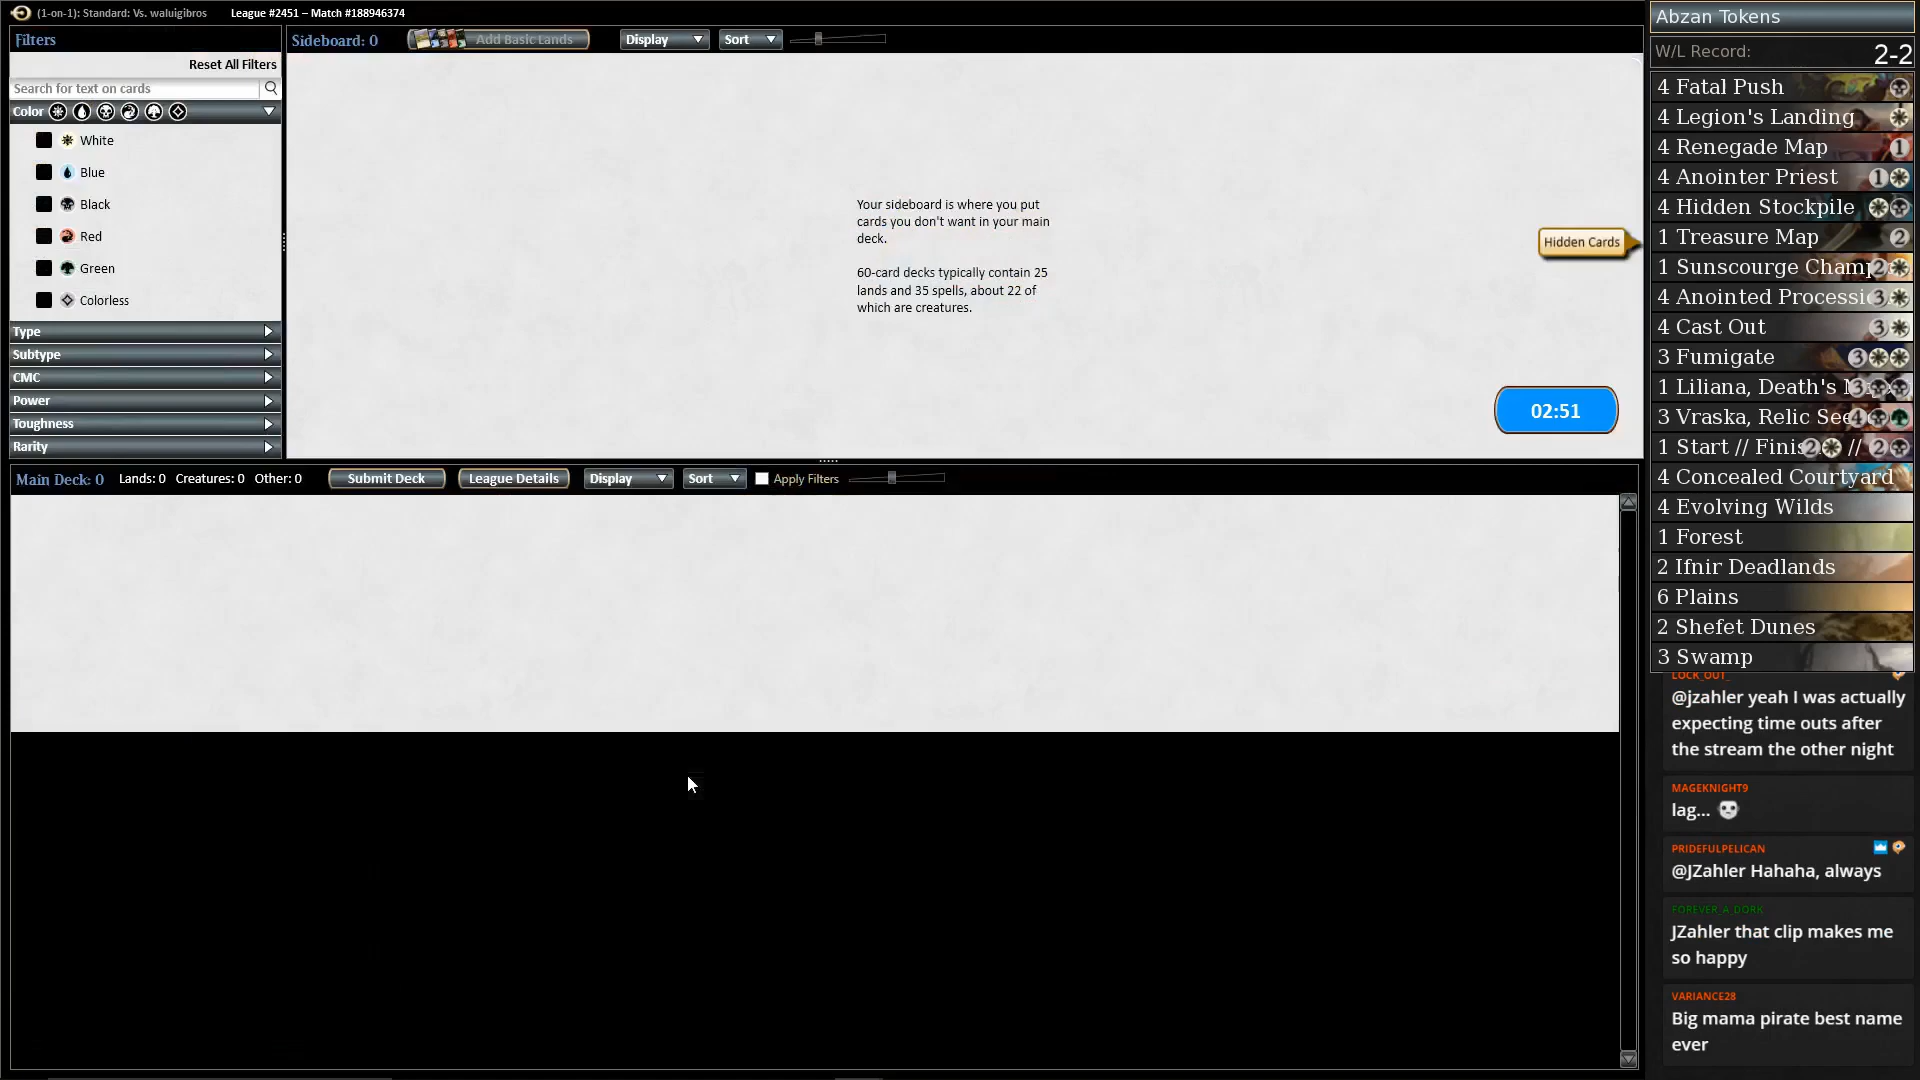 (1-on-1): Standard: Vs. waluigibros
League #2451 – Match #188946374
Filters
Reset All Filters
Search for text on cards
Color
White
Blue
Black
Red
Green
Colorless
Type
Subtype
CMC
Power
Toughness
Rarity
Sideboard: 0
Add Basic Lands
Display
Sort
Your sideboard is where you put
cards you don't want in your main
deck.
60-card decks typically contain 25
lands and 35 spells, about 22 of
which are creatures.
Hidden Cards
02:51
Main Deck: 0
Lands: 0
Creatures: 0
Other: 0
Submit Deck
League Details
Display
Sort
Apply Filters
Abzan Tokens
W/L Record:
2-2
4 Fatal Push
4 Legion's Landing
4 Renegade Map 1
4 Anointer Priest 1
4 Hidden Stockpile
1 Treasure Map 2
1 Sunscourge Champ 2
4 Anointed Processi 3
4 Cast Out 3
3 Fumigate 3
1 Liliana, Death's 3
3 Vraska, Relic See 4
1 Start // Finis 2 // 2
4 Concealed Courtyard
4 Evolving Wilds
1 Forest
2 Ifnir Deadlands
6 Plains
2 Shefet Dunes
3 Swamp
LOCK_OUT_
@jzahler yeah I was actually
expecting time outs after
the stream the other night
MAGEKNIGHT9
lag...
PRIDEFULPELICAN
@JZahler Hahaha, always
FOREVER_A_DORK
JZahler that clip makes me
so happy
VARIANCE28
Big mama pirate best name
ever